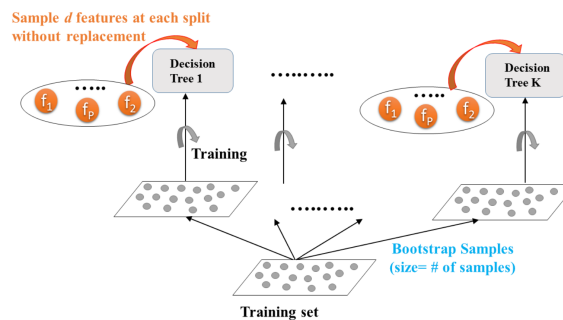 Sample d features at each split
without replacement
Decision
Tree 1
Decision
Tree K
f1
fP
f2
f1
fP
f2
Training
Bootstrap Samples
(size= # of samples)
Training set